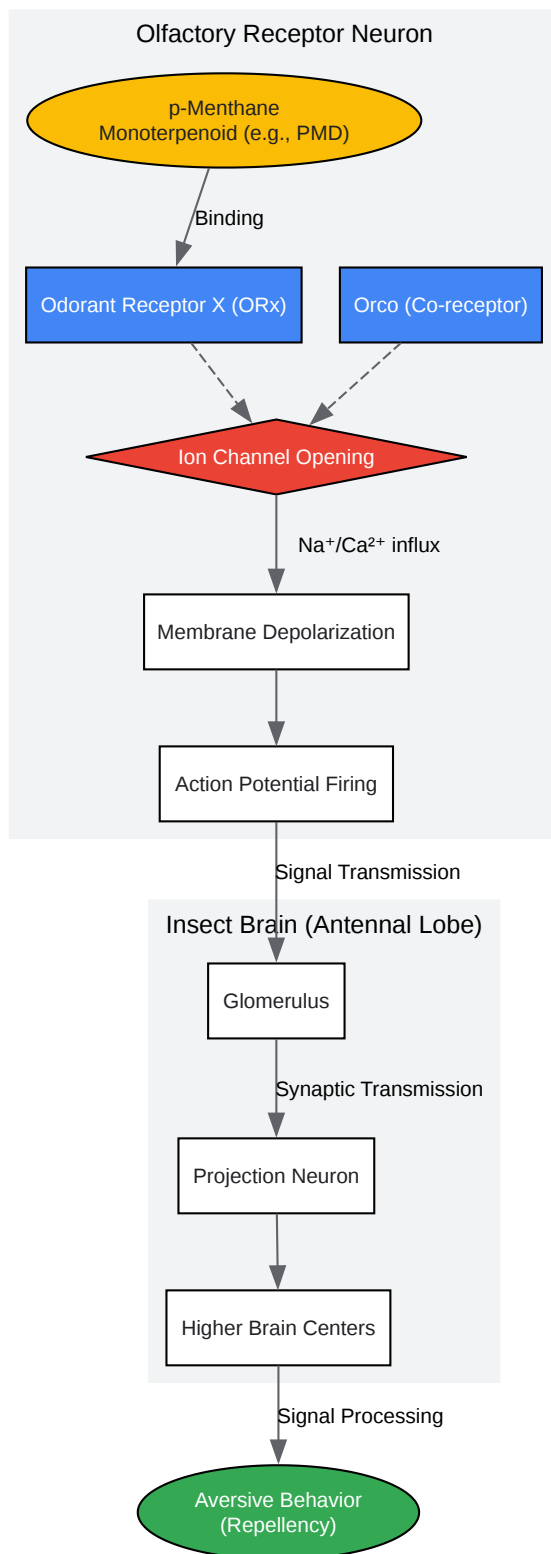 Olfactory Receptor Neuron
p-Menthane
Monoterpenoid (e.g., PMD)
Binding
Odorant Receptor X (ORx)
Orco (Co-receptor)
Ion Channel Opening
Na⁺/Ca²⁺ influx
Membrane Depolarization
Action Potential Firing
Signal Transmission
Insect Brain (Antennal Lobe)
Glomerulus
Synaptic Transmission
Projection Neuron
Higher Brain Centers
Signal Processing
Aversive Behavior
(Repellency)